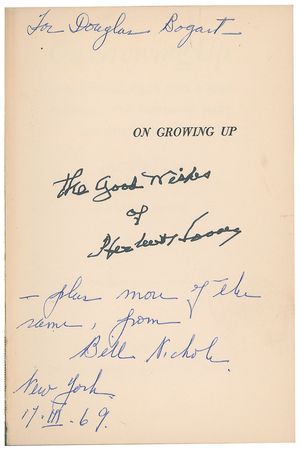 For Douglas Bogart
ON GROWING UP
The Good Wishes
of
Herbert Hoover
– plus more of the
same, from
Bill Nichols.
New York
17·III·69.